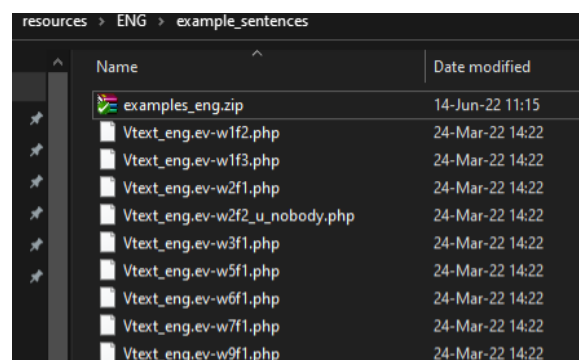 resources > ENG > example_sentences
Name Date modified
examples_eng.zip 14-Jun-22 11:15
Vtext_eng.ev-w1f2.php 24-Mar-22 14:22
Vtext_eng.ev-w1f3.php 24-Mar-22 14:22
Vtext_eng.ev-w2f1.php 24-Mar-22 14:22
Vtext_eng.ev-w2f2_u_nobody.php 24-Mar-22 14:22
Vtext_eng.ev-w3f1.php 24-Mar-22 14:22
Vtext_eng.ev-w5f1.php 24-Mar-22 14:22
Vtext_eng.ev-w6f1.php 24-Mar-22 14:22
Vtext_eng.ev-w7f1.php 24-Mar-22 14:22
Vtext_eng.ev-w9f1.php 24-Mar-22 14:22